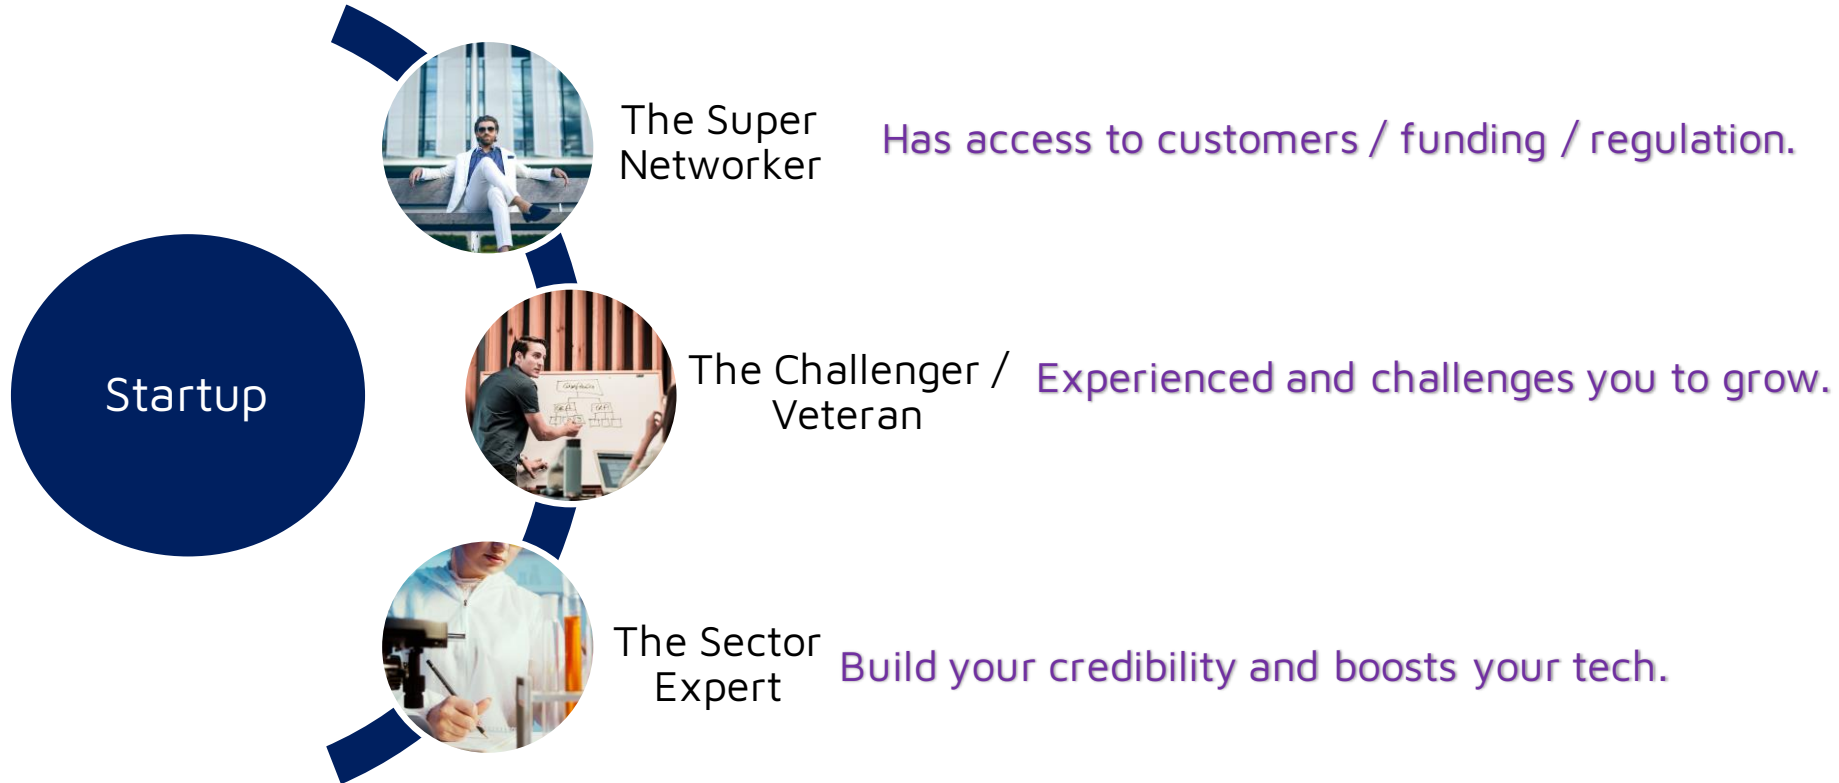 Startup
The Super
Networker
Has access to customers / funding / regulation.
The Challenger /
Veteran
Experienced and challenges you to grow.
The Sector
Expert
Build your credibility and boosts your tech.